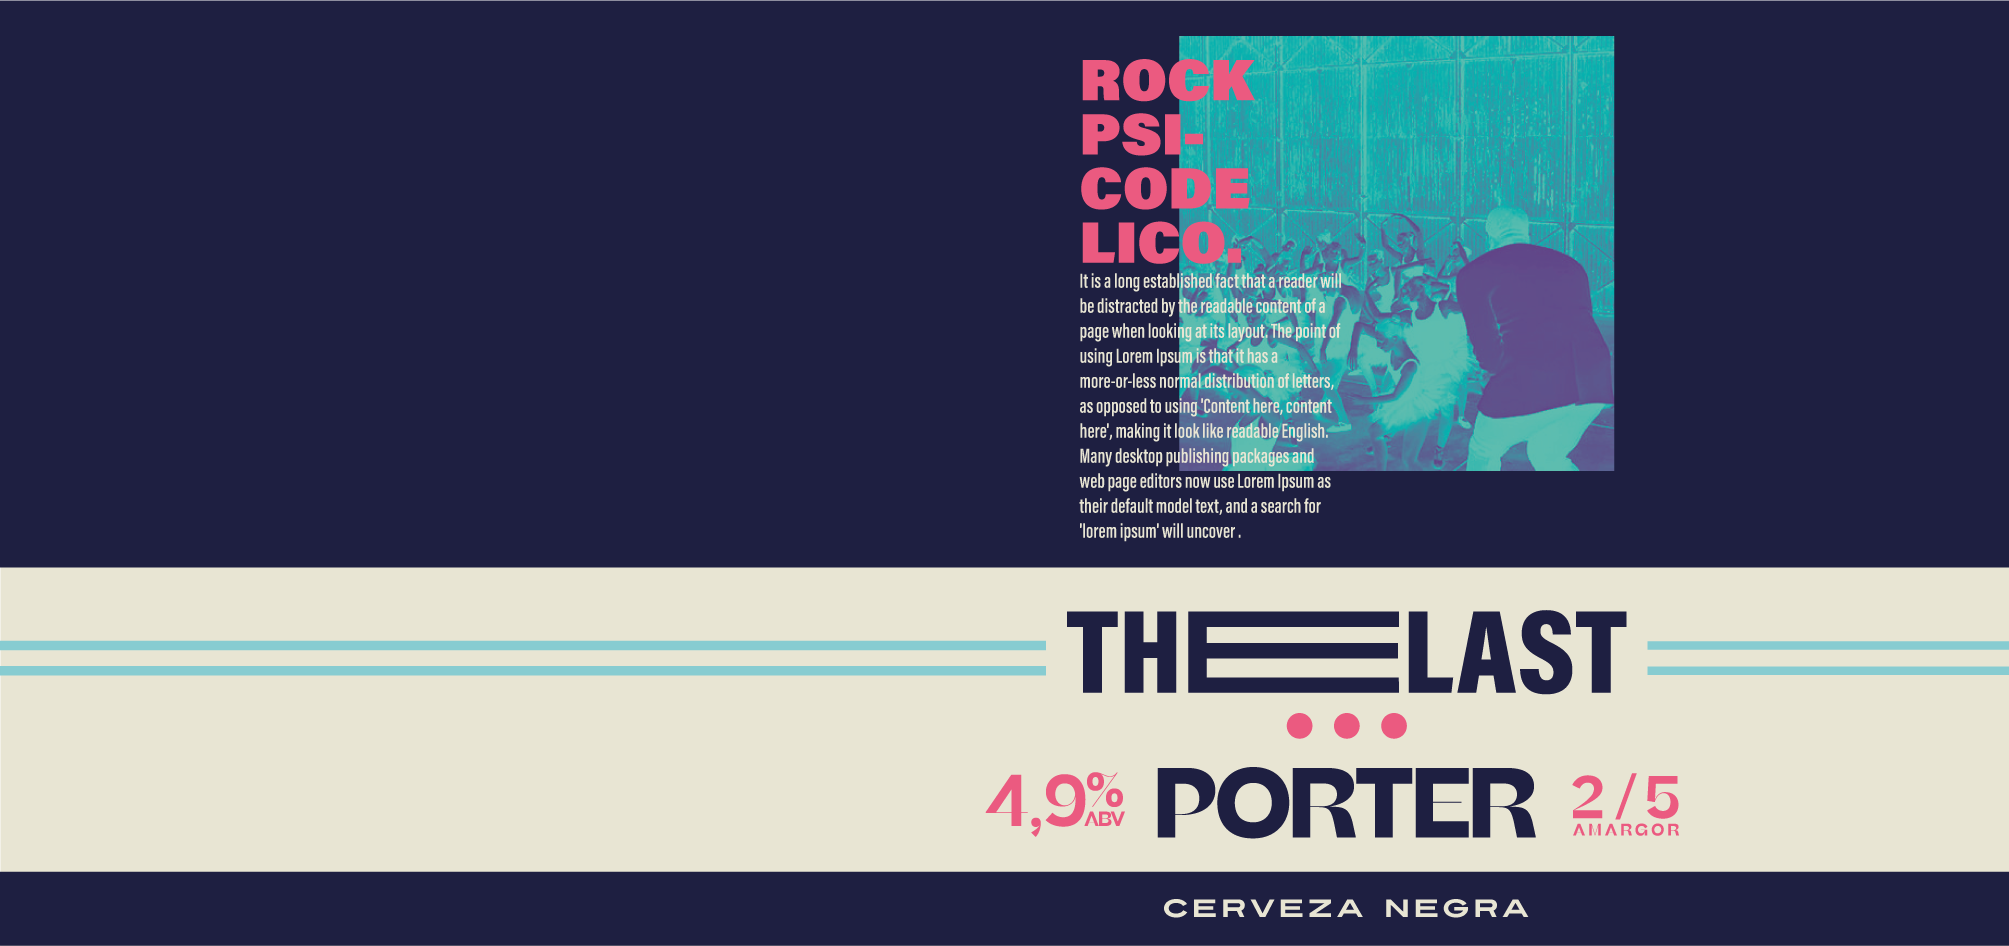 ROCK
PSI-
CODE
LICO.
It is a long established fact that a reader will
be distracted by the readable content of a
page when looking at its layout. The point of
using Lorem Ipsum is that it has a
more-or-less normal distribution of letters,
as opposed to using 'Content here, content
here', making it look like readable English.
Many desktop publishing packages and
web page editors now use Lorem Ipsum as
their default model text, and a search for
'lorem ipsum' will uncover .
THE LAST
4,9% ABV
PORTER
2/5
AMARGOR
CERVEZA NEGRA